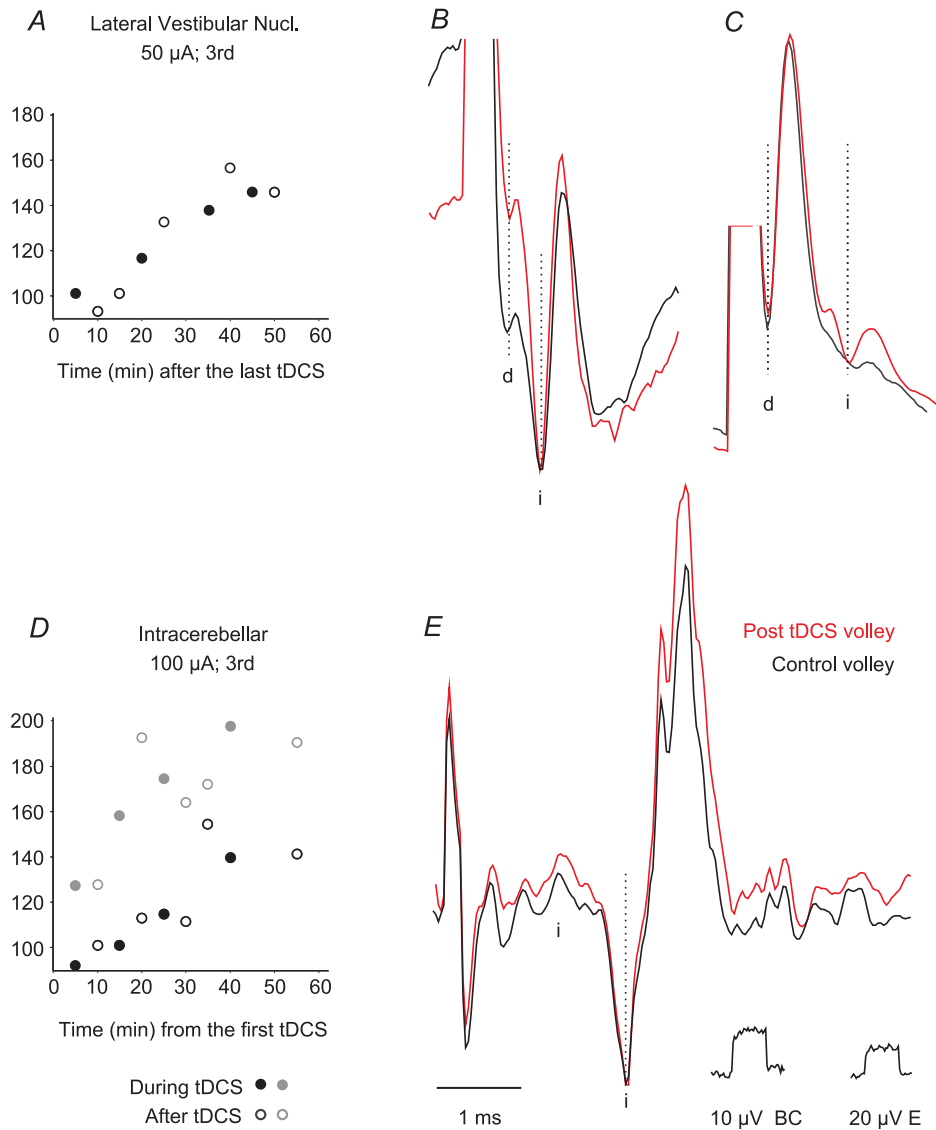 A
Lateral Vestibular Nucl.
50 µA; 3rd
180
160
140
120
100
0 10 20 30 40 50 60
Time (min) after the last tDCS
B
d
i
C
d
i
D
Intracerebellar
100 µA; 3rd
200
180
160
140
120
100
0 10 20 30 40 50 60
Time (min) from the first tDCS
During tDCS
After tDCS
E
Post tDCS volley
Control volley
i
i
1 ms
10 µV BC
20 µV E